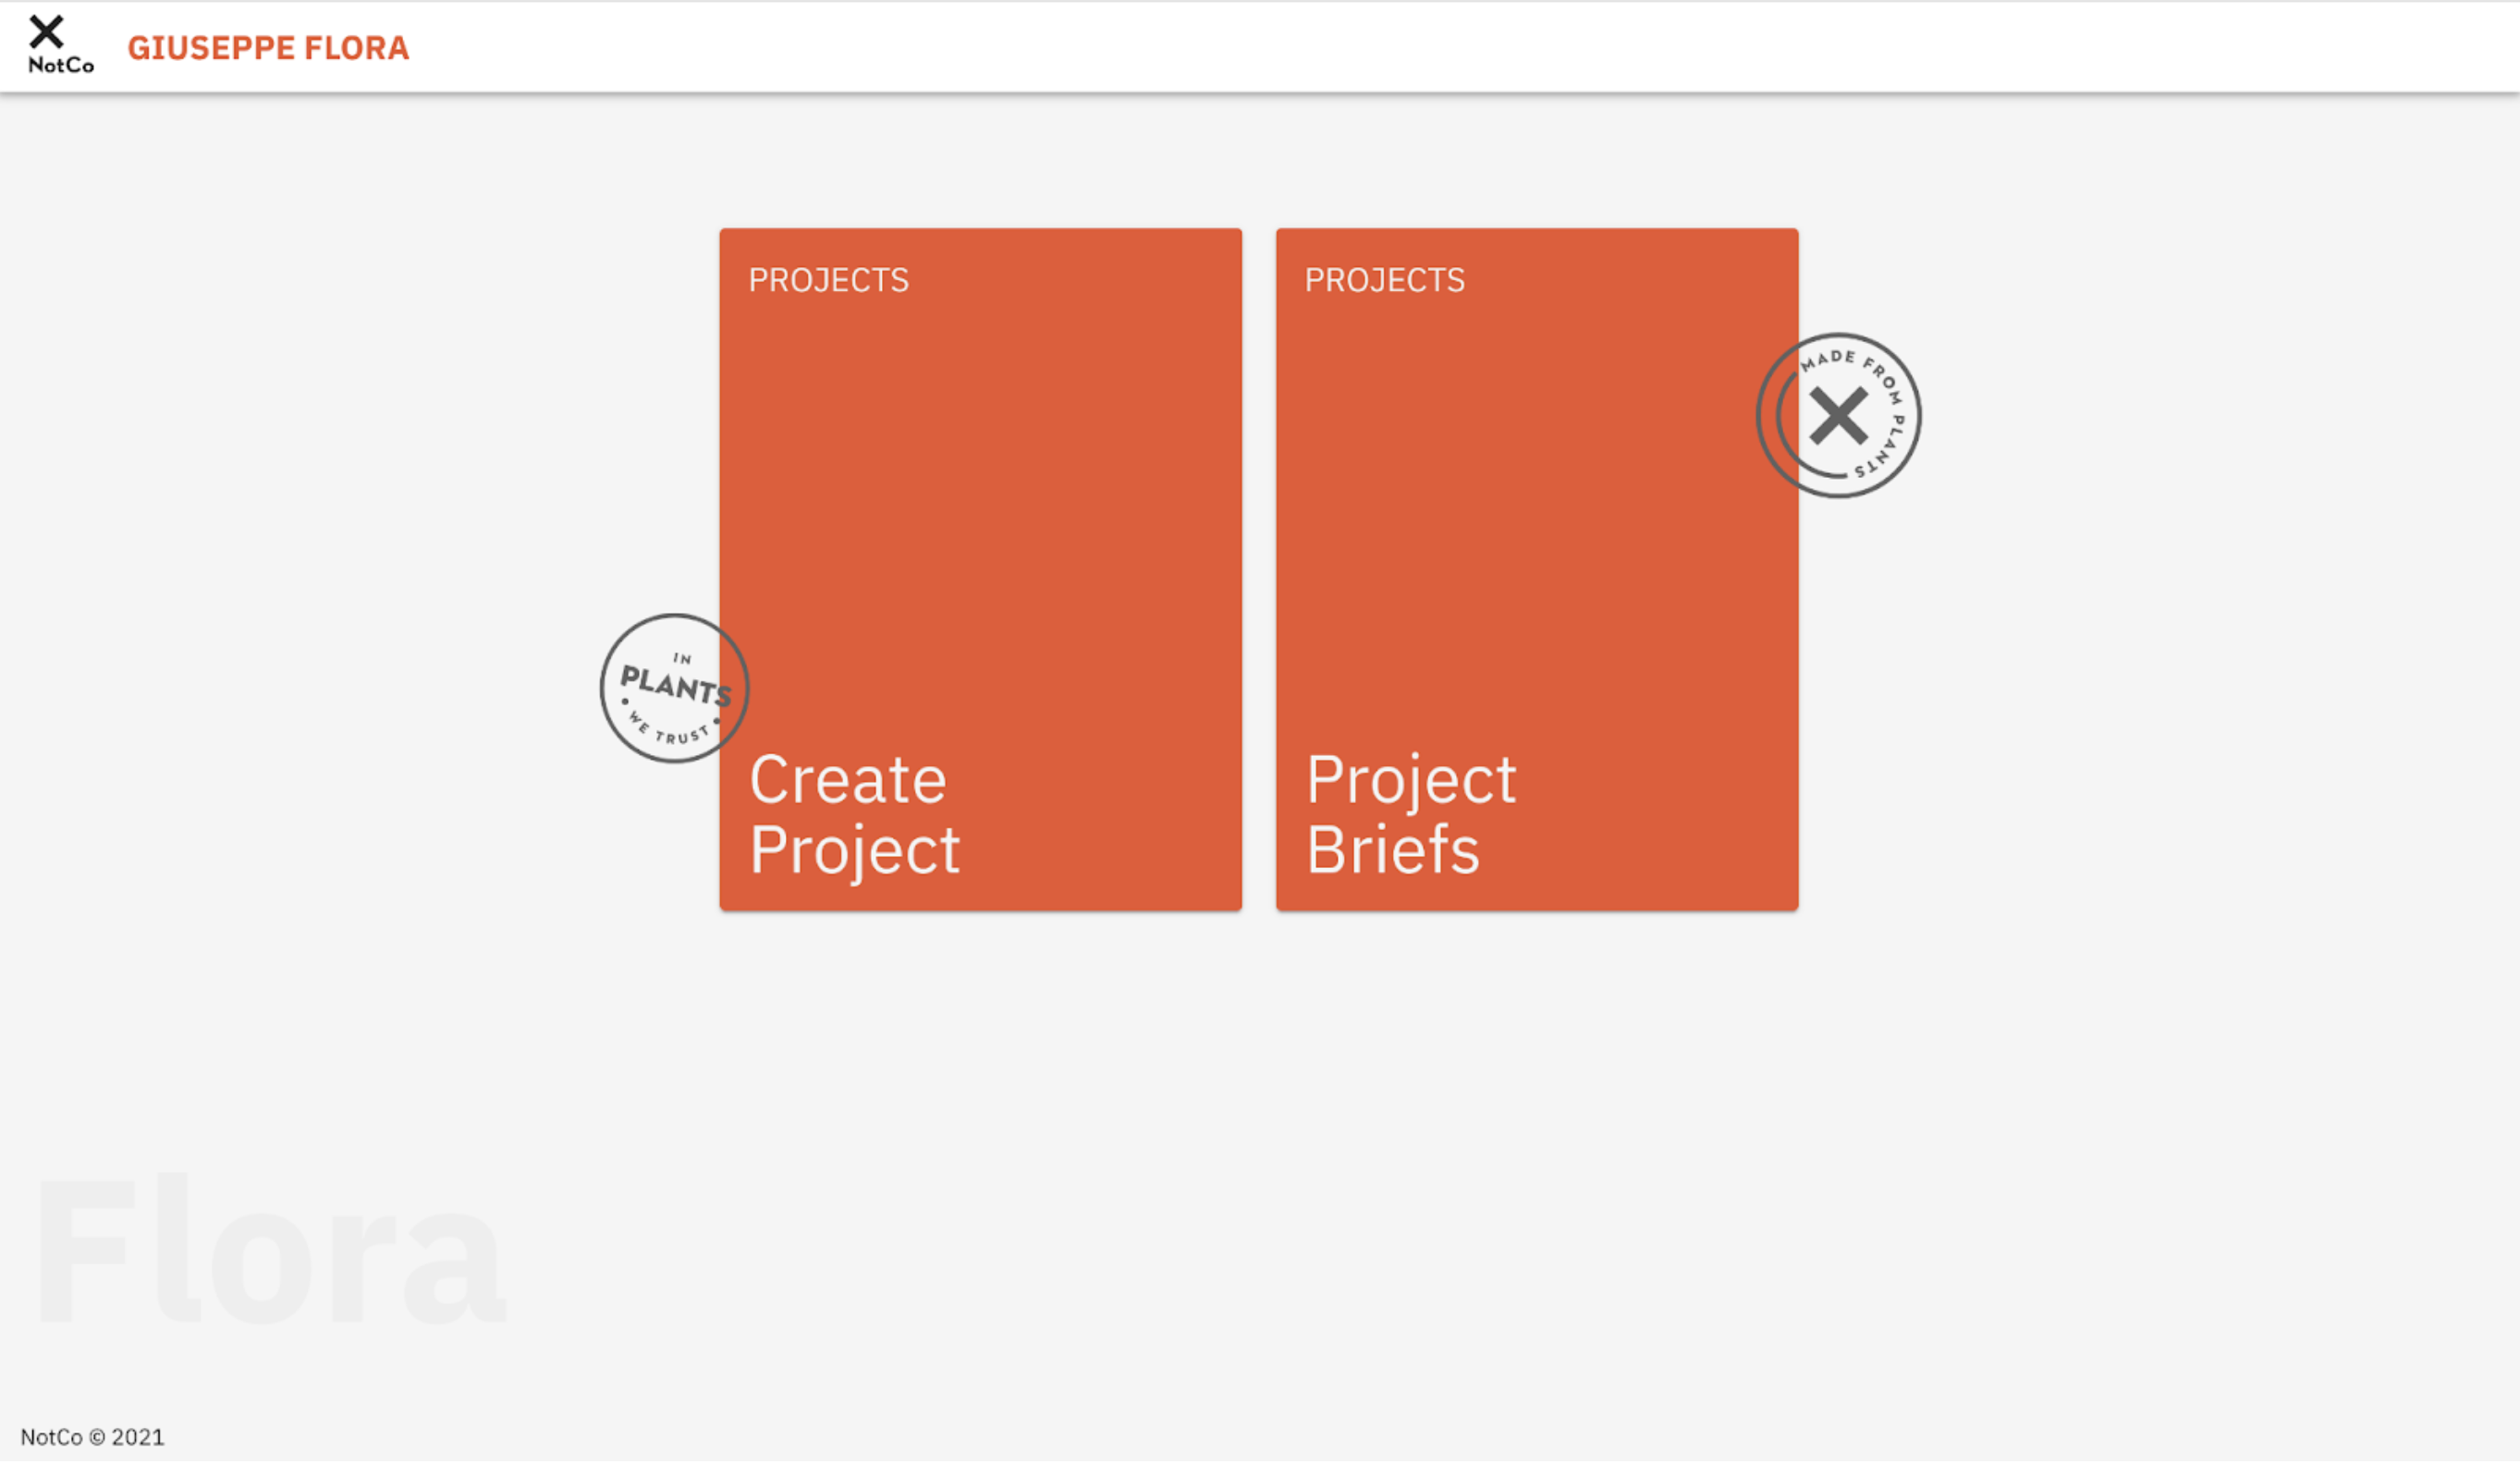 NotCo
GIUSEPPE FLORA
PROJECTS
Create
Project
PROJECTS
Project
Briefs
MADE FROM PLANTS
IN
PLANTS
WE TRUST
Flora
NotCo © 2021